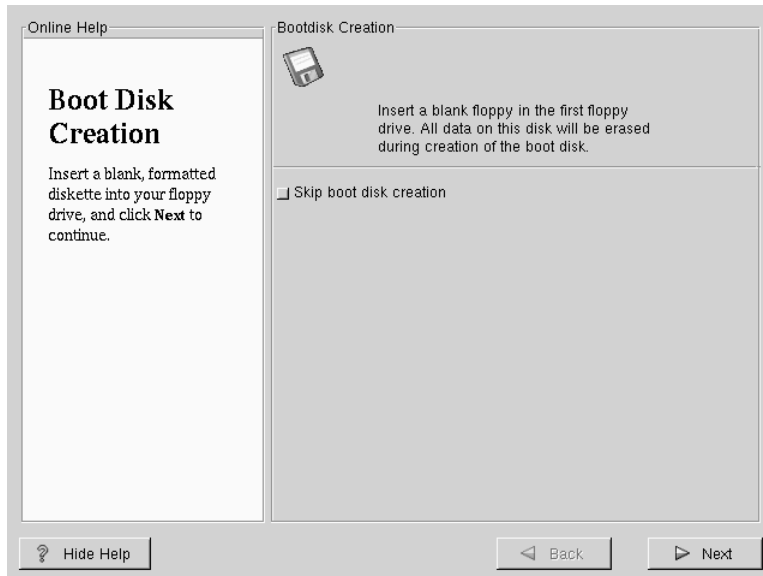 Online Help
Boot Disk
Creation
Insert a blank, formatted
diskette into your floppy
drive, and click Next to
continue.
Bootdisk Creation
Insert a blank floppy in the first floppy
drive. All data on this disk will be erased
during creation of the boot disk.
Skip boot disk creation
Hide Help
Back
Next